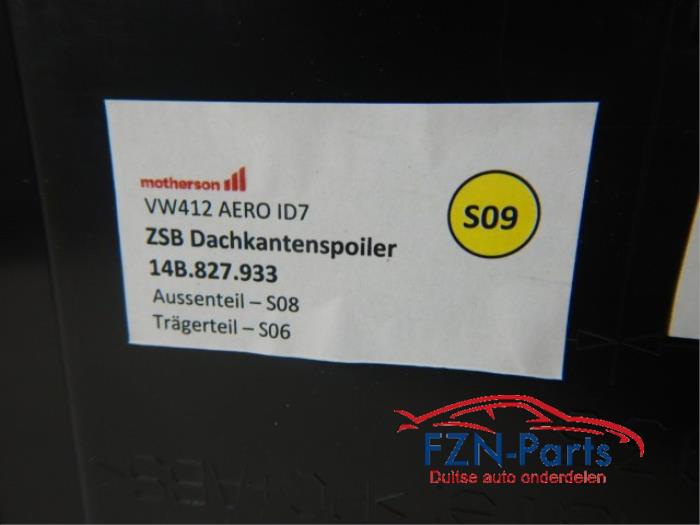 motherson
VW412 AERO ID7
ZSB Dachkantenspoiler
14B.827.933
Aussenteil – S08
Trägerteil – S06
S09
FZN-Parts
Duitse auto onderdelen